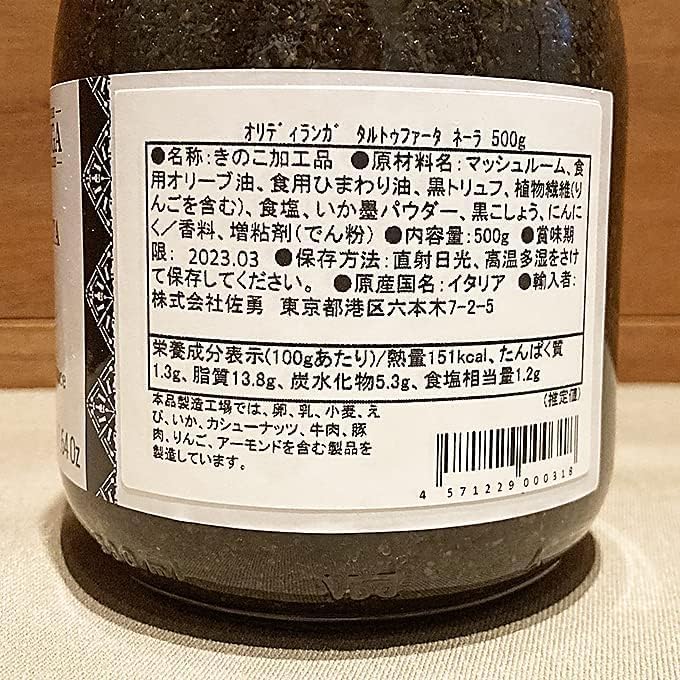 GA
オリディランガ タルトゥファータ ネーラ 500g
●名称:きのこ加工品 ●原材料名:マッシュルーム、食
用オリーブ油、食用ひまわり油、黒トリュフ、植物繊維(り
んごを含む)、食塩、いか墨パウダー、黒こしょう、にんに
く/香料、増粘剤(でん粉) ●内容量:500g ●賞味期
限: 2023.03 ●保存方法:直射日光、高温多湿をさけ
て保存してください。 ●原産国名:イタリア ●輸入者:
株式会社佐勇 東京都港区六本木7-2-5
栄養成分表示(100gあたり)/熱量151kcal、たんぱく質
1.3g、脂質13.8g、炭水化物5.3g、食塩相当量1.2g
(推定値)
本品製造工場では、卵、乳、小麦、え
び、いか、カシューナッツ、牛肉、豚
肉、りんご、アーモンドを含む製品を
製造しています。
4 571229 000318
64 Oz